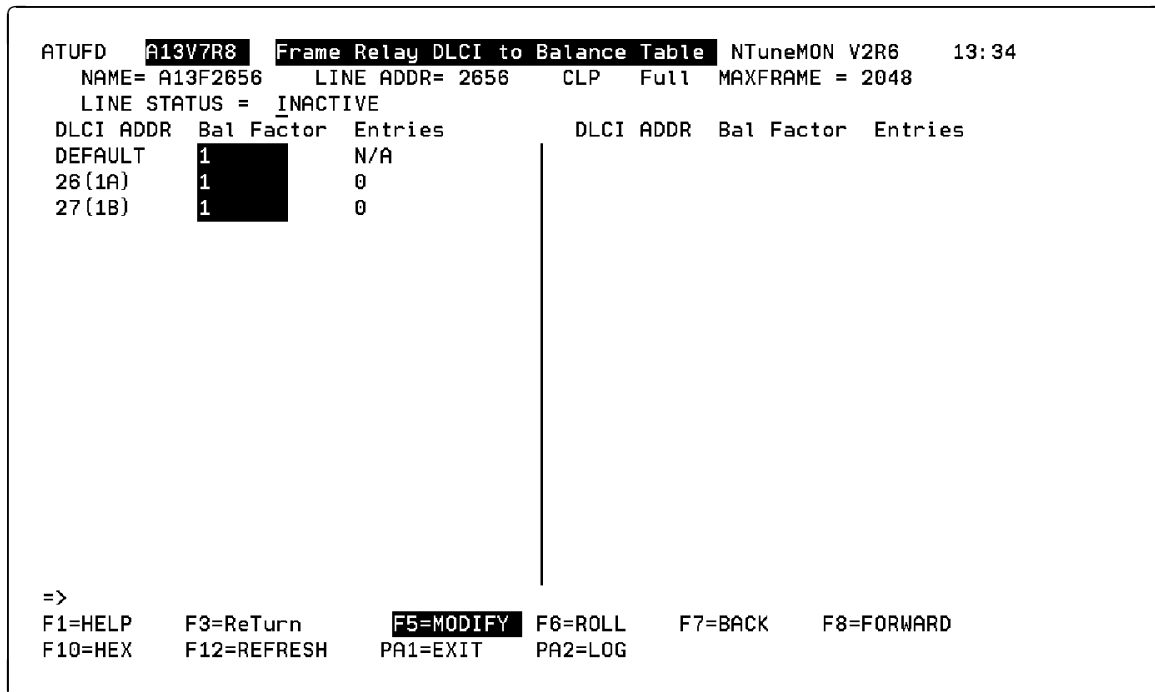 ATUFD A13V7R8 Frame Relay DLCI to Balance Table NTuneMON V2R6 13:34
NAME= A13F2656 LINE ADDR= 2656 CLP Full MAXFRAME = 2048
LINE STATUS = INACTIVE
DLCI ADDR Bal Factor Entries DLCI ADDR Bal Factor Entries
DEFAULT 1 N/A
26(1A) 1 0
27(1B) 1 0
=>
F1=HELP F3=ReTurn F5=MODIFY F6=ROLL F7=BACK F8=FORWARD
F10=HEX F12=REFRESH PA1=EXIT PA2=LOG